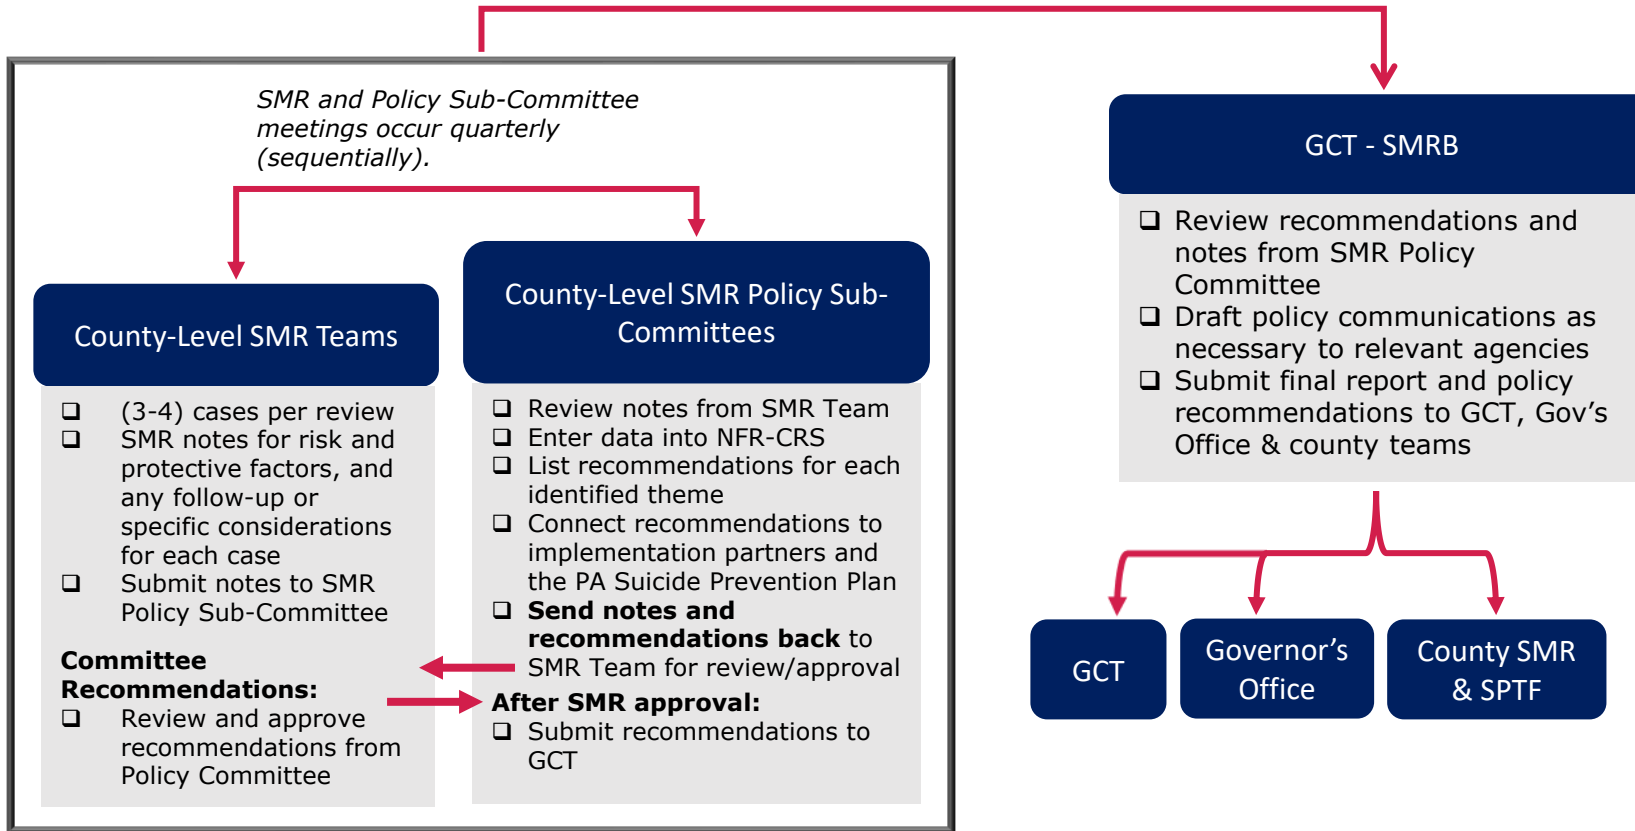 SMR and Policy Sub-Committee
meetings occur quarterly
(sequentially).
County-Level SMR Teams
❑ (3-4) cases per review
❑ SMR notes for risk and
protective factors, and
any follow-up or
specific considerations
for each case
❑ Submit notes to SMR
Policy Sub-Committee
Committee
Recommendations:
❑ Review and approve
recommendations from
Policy Committee
County-Level SMR Policy Sub-
Committees
❑ Review notes from SMR Team
❑ Enter data into NFR-CRS
❑ List recommendations for each
identified theme
❑ Connect recommendations to
implementation partners and
the PA Suicide Prevention Plan
❑ Send notes and
recommendations back to
SMR Team for review/approval
After SMR approval:
❑ Submit recommendations to
GCT
GCT - SMRB
❑ Review recommendations and
notes from SMR Policy
Committee
❑ Draft policy communications as
necessary to relevant agencies
❑ Submit final report and policy
recommendations to GCT, Gov’s
Office & county teams
GCT
Governor’s
Office
County SMR
& SPTF